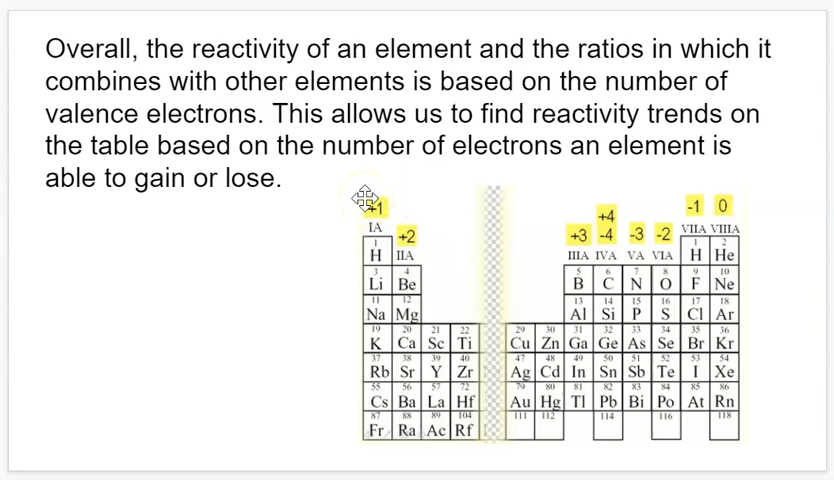 Overall, the reactivity of an element and the ratios in which it
combines with other elements is based on the number of
valence electrons. This allows us to find reactivity trends on
the table based on the number of electrons an element is
able to gain or lose.
+1 -1 0
+4
+2 +3 -4 -3 -2
IA VIIA VIIIA
IIA IIIA IVA VA VIA
1 1 2
H H He
3 4 5 6 7 8 9 10
Li Be B C N O F Ne
11 12 13 14 15 16 17 18
Na Mg Al Si P S Cl Ar
19 20 21 22 29 30 31 32 33 34 35 36
K Ca Sc Ti Cu Zn Ga Ge As Se Br Kr
37 38 39 40 47 48 49 50 51 52 53 54
Rb Sr Y Zr Ag Cd In Sn Sb Te I Xe
55 56 57 72 79 80 81 82 83 84 85 86
Cs Ba La Hf Au Hg Tl Pb Bi Po At Rn
87 88 89 104 111 112 114 116 118
Fr Ra Ac Rf